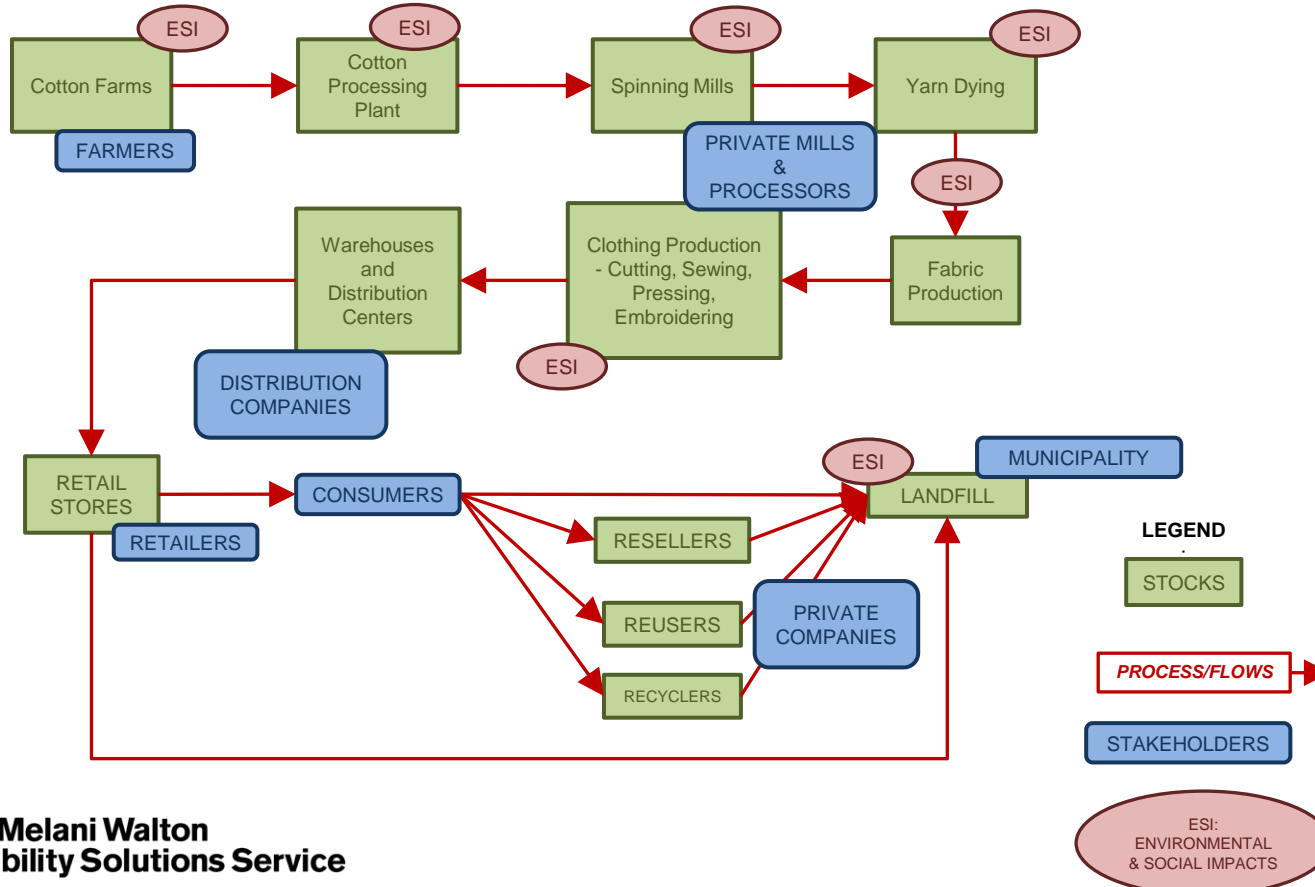 ESI
ESI
ESI
ESI
Cotton Farms
Cotton
Processing
Plant
Spinning Mills
Yarn Dying
FARMERS
PRIVATE MILLS
&
PROCESSORS
ESI
Warehouses
and
Distribution
Centers
Clothing Production
- Cutting, Sewing,
Pressing,
Embroidering
Fabric
Production
ESI
DISTRIBUTION
COMPANIES
RETAIL
STORES
RETAILERS
CONSUMERS
ESI
MUNICIPALITY
LANDFILL
RESELLERS
REUSERS
RECYCLERS
PRIVATE
COMPANIES
LEGEND
.
STOCKS
PROCESS/FLOWS
STAKEHOLDERS
ESI:
ENVIRONMENTAL
& SOCIAL IMPACTS
Melani Walton
bility Solutions Service